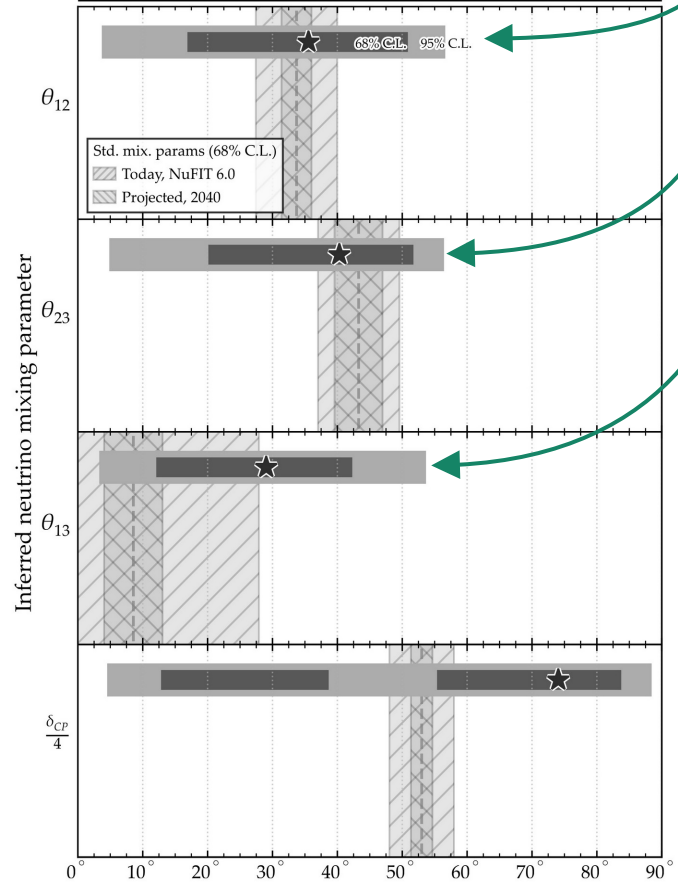 68% C.L. 95% C.L.
θ12
Std. mix. params (68% C.L.)
Today, NuFIT 6.0
Projected, 2040
θ23
Inferred neutrino mixing parameter
θ13
δCP
4
0° 10° 20° 30° 40° 50° 60° 70° 80° 90°